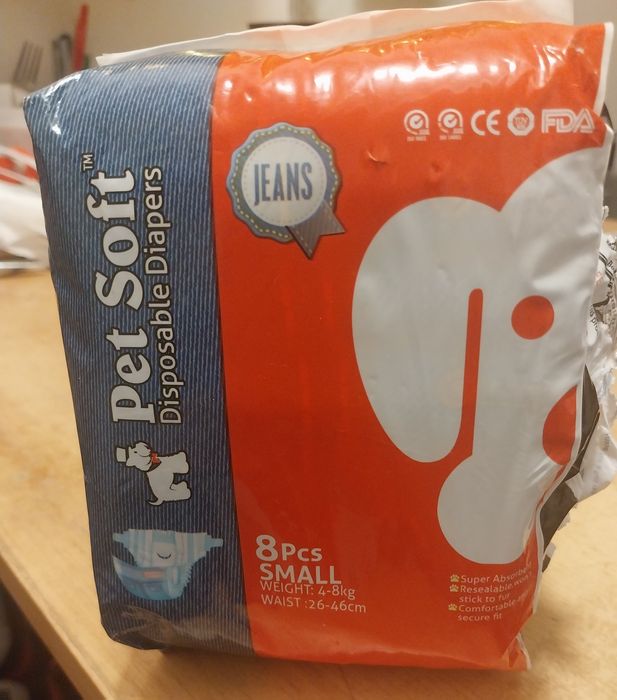 Pet Soft™
Disposable Diapers
JEANS
CE
FDA
8Pcs
SMALL
WEIGHT: 4-8kg
WAIST :26-46cm
Super
Resealable
stick to fur
Comfortable
secure fit